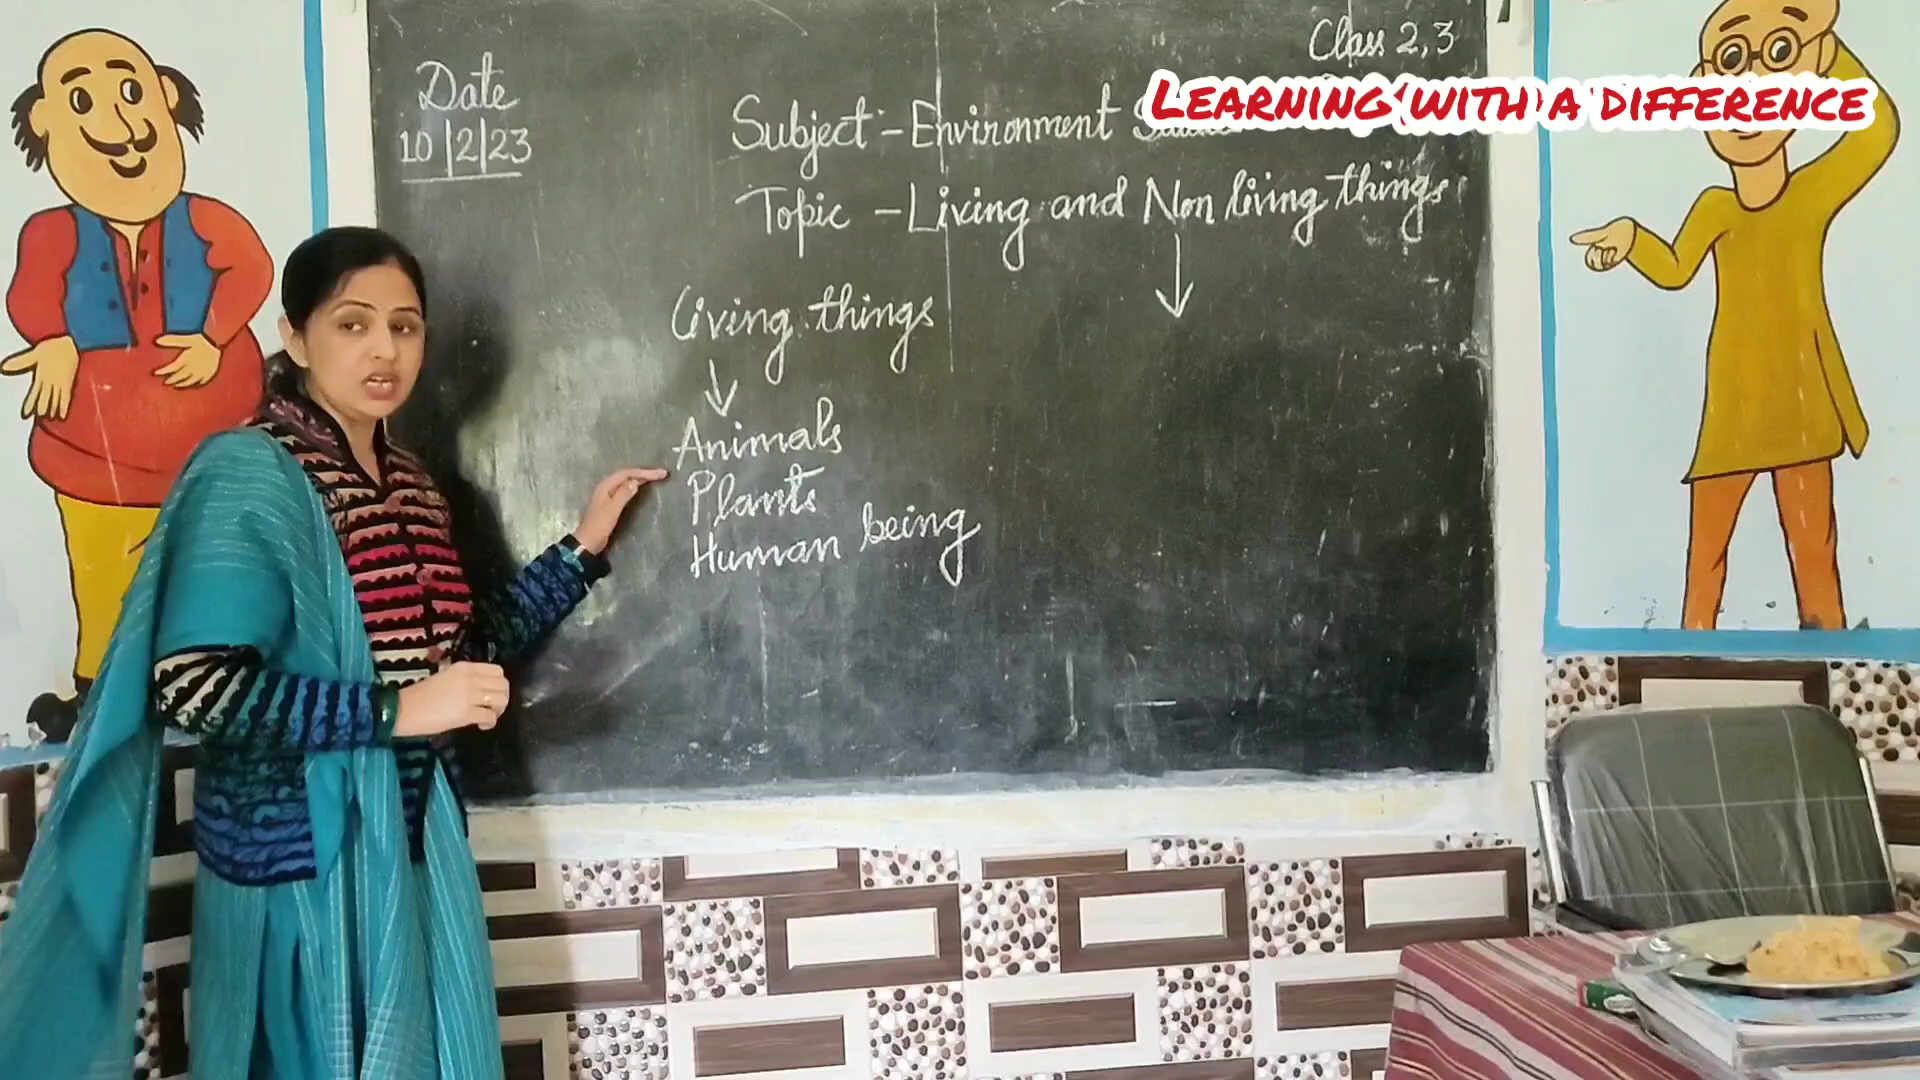 Class 2,3
LEARNING WITH A DIFFERENCE
Date
10/2/23
Subject:-Environment
Topic -Living and Non living things
Living things
Animals
Plants
Human being